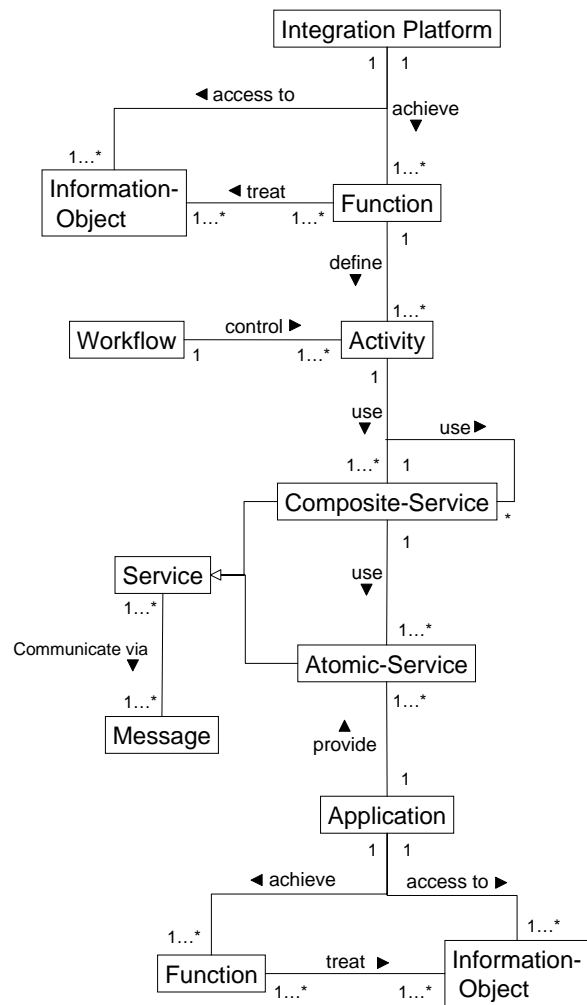 Integration Platform
1 1
◄ access to
achieve
▼
1...* 1...*
Information-
Object
◄ treat
Function
1...* 1...*
1
define
▼
1...*
Workflow
control ►
Activity
1 1...*
1
use
▼
use ►
1...* 1
Composite-Service
*
1
Service
use
▼
1...*
1...*
Communicate via
▼
Atomic-Service
1...*
1...*
Message
▲
provide
1
Application
1 1
◄ achieve
access to ►
1...* 1...*
Function
treat ►
Information-
Object
1...* 1...*